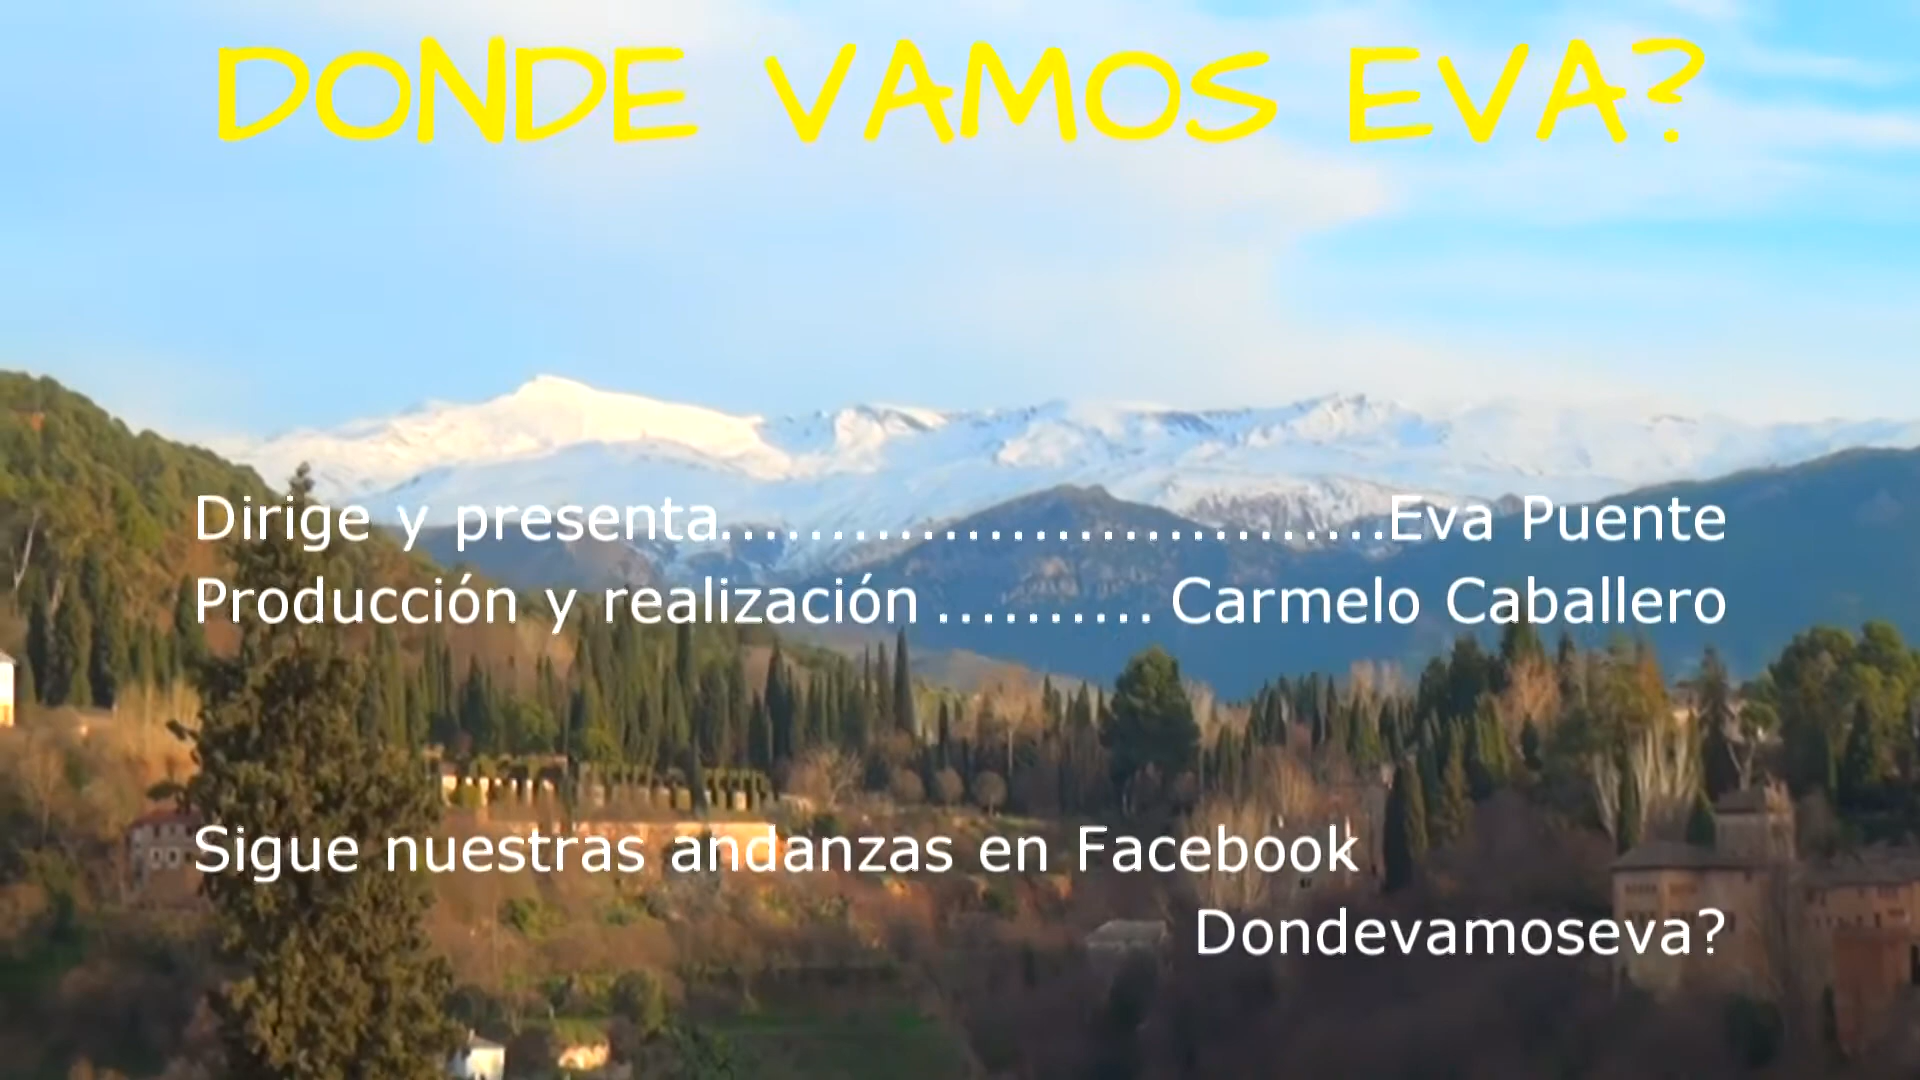 DONDE VAMOS EVA?
Dirige y presenta..............................Eva Puente
Producción y realización .......... Carmelo Caballero
Sigue nuestras andanzas en Facebook
Dondevamoseva?